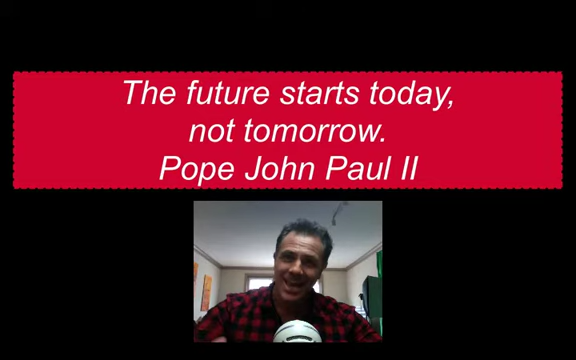 The future starts today,
not tomorrow.
Pope John Paul II